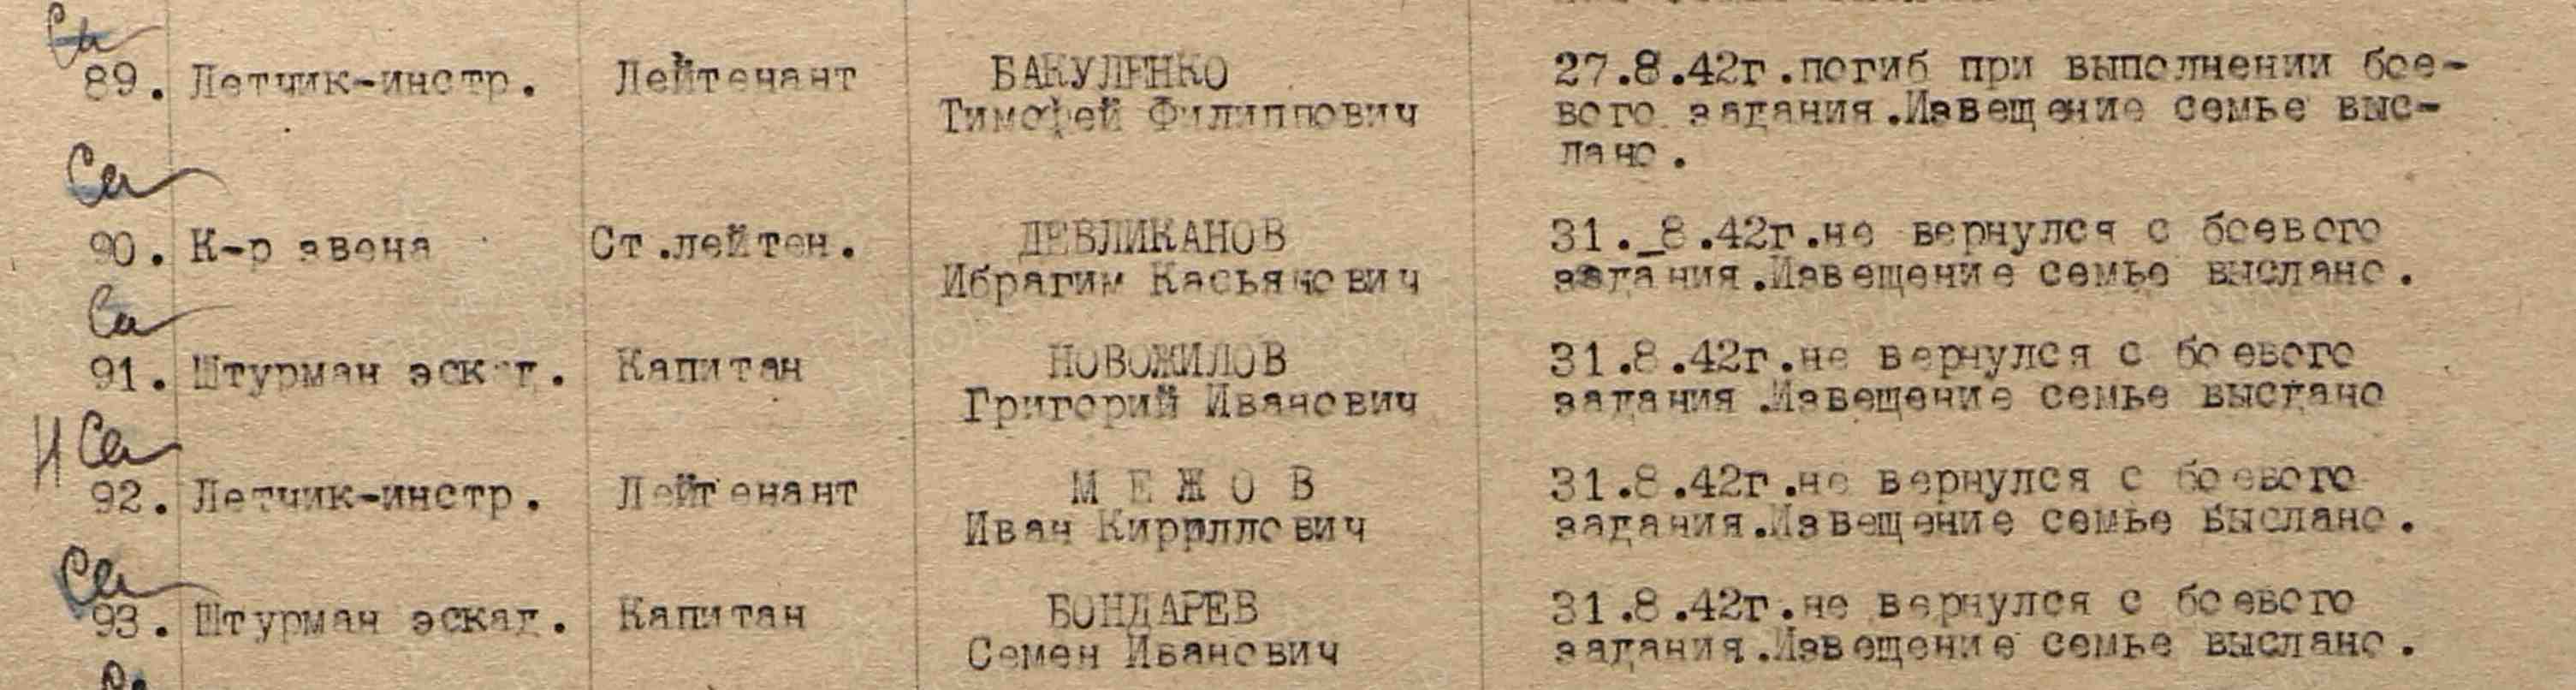 89. Летчик-инстр. Лейтенант БАКУЛЕНКО 27.8.42г.погиб при выполнении бое-
Тимофей Филиппович вого задания.Извещение семье выс-
лано.
90. К-р звена Ст.лейтен. ДЕВЛИКАНОВ 31._8.42г.не вернулся с боевого
Ибрагим Касьянович задания.Извещение семье выслано.
91. Штурман эскад. Капитан НОВОЖИЛОВ 31.8.42г.не вернулся с боевого
Григорий Иванович задания.Извещение семье выслано
92. Летчик-инстр. Лейтенант М Е Ж О В 31.8.42г.не вернулся с боевого
Иван Кириллович задания.Извещение семье выслано.
93. Штурман эскад. Капитан БОНДАРЕВ 31.8.42г.не вернулся с боевого
Семен Иванович задания.Извещение семье выслано.